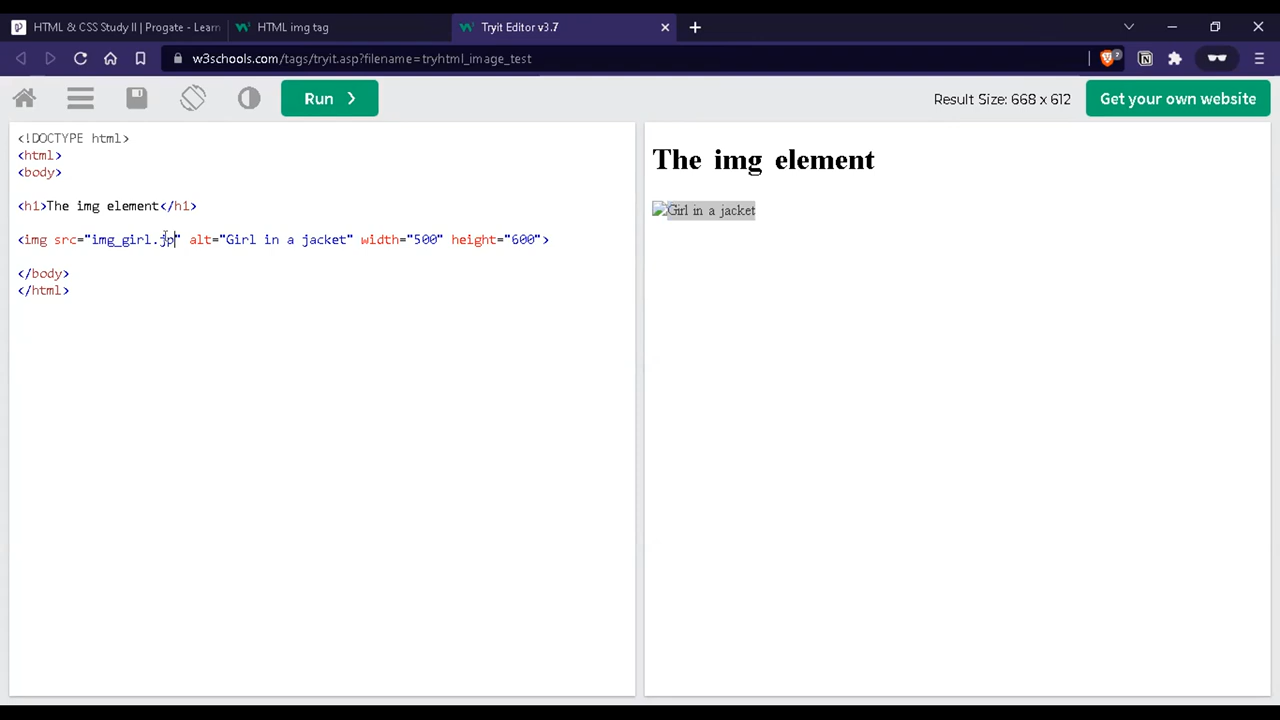 HTML & CSS Study II | Progate - Learn
HTML img tag
Tryit Editor v3.7
w3schools.com/tags/tryit.asp?filename=tryhtml_image_test
Run
Result Size: 668 x 612
Get your own website
<!DOCTYPE html>
<html>
<body>
<h1>The img element</h1>
<img src="img_girl.jp" alt="Girl in a jacket" width="500" height="600">
</body>
</html>
The img element
Girl in a jacket